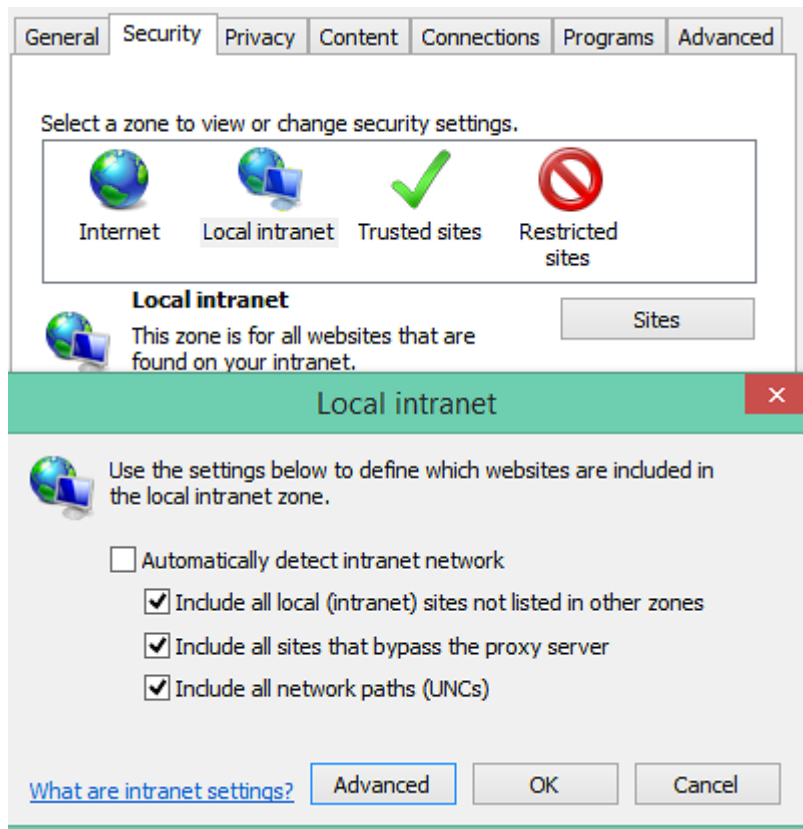 General Security Privacy Content Connections Programs Advanced
Select a zone to view or change security settings.
Internet Local intranet Trusted sites Restricted
sites
Local intranet
Sites
This zone is for all websites that are
found on your intranet.
Local intranet
Use the settings below to define which websites are included in
the local intranet zone.
Automatically detect intranet network
Include all local (intranet) sites not listed in other zones
Include all sites that bypass the proxy server
Include all network paths (UNCs)
What are intranet settings? Advanced OK Cancel